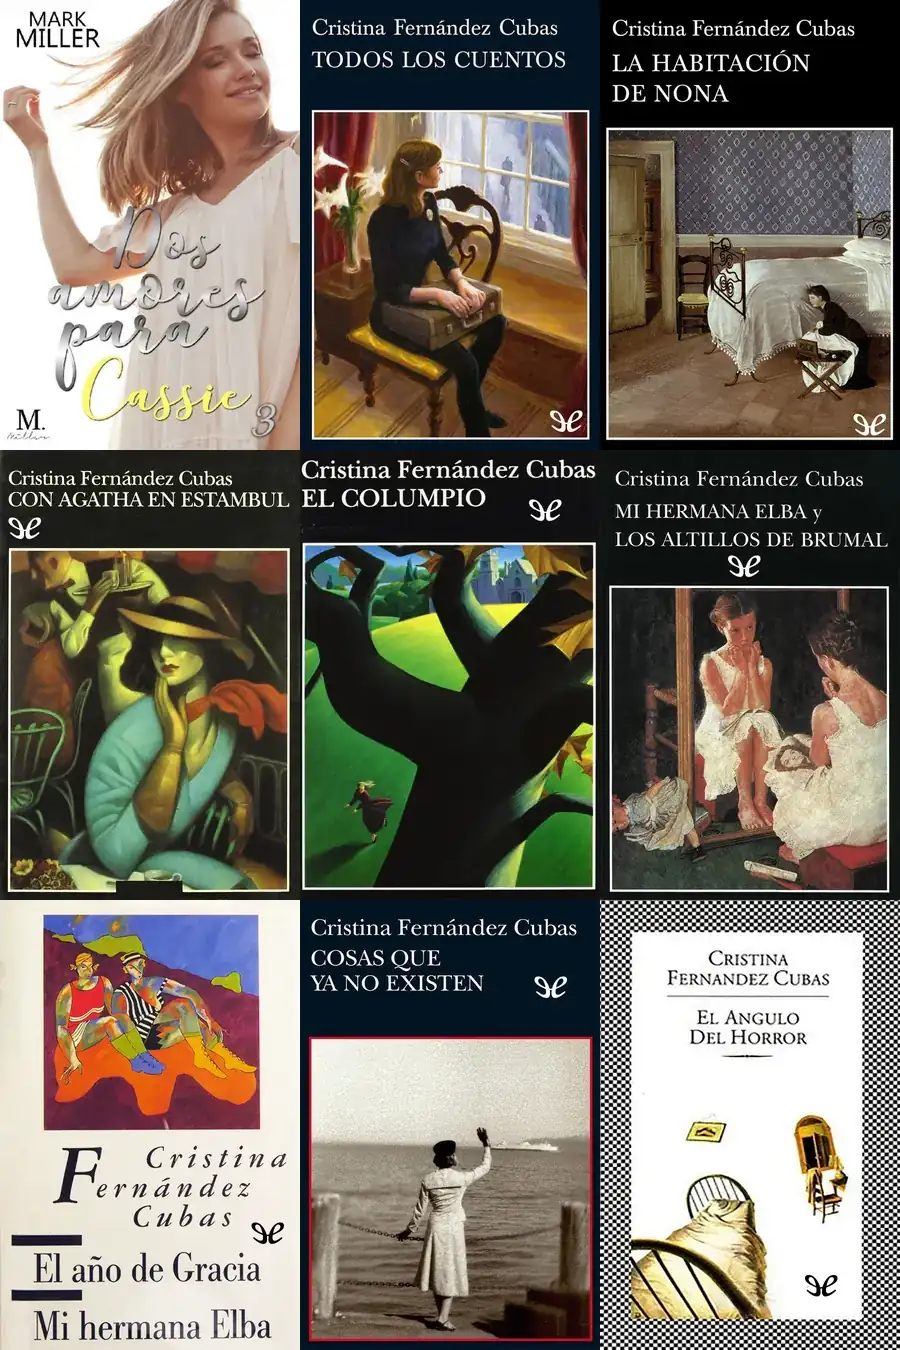 MARK
MILLER
Dos
amores
para
Cassie
3
M.
Miller
Cristina Fernández Cubas
TODOS LOS CUENTOS
Cristina Fernández Cubas
LA HABITACIÓN
DE NONA
Cristina Fernández Cubas
CON AGATHA EN ESTAMBUL
Cristina Fernández Cubas
EL COLUMPIO
Cristina Fernández Cubas
MI HERMANA ELBA y
LOS ALTILLOS DE BRUMAL
Cristina
Fernández
Cubas
El año de Gracia
Mi hermana Elba
Cristina Fernández Cubas
COSAS QUE
YA NO EXISTEN
CRISTINA
FERNANDEZ CUBAS
EL ANGULO
DEL HORROR